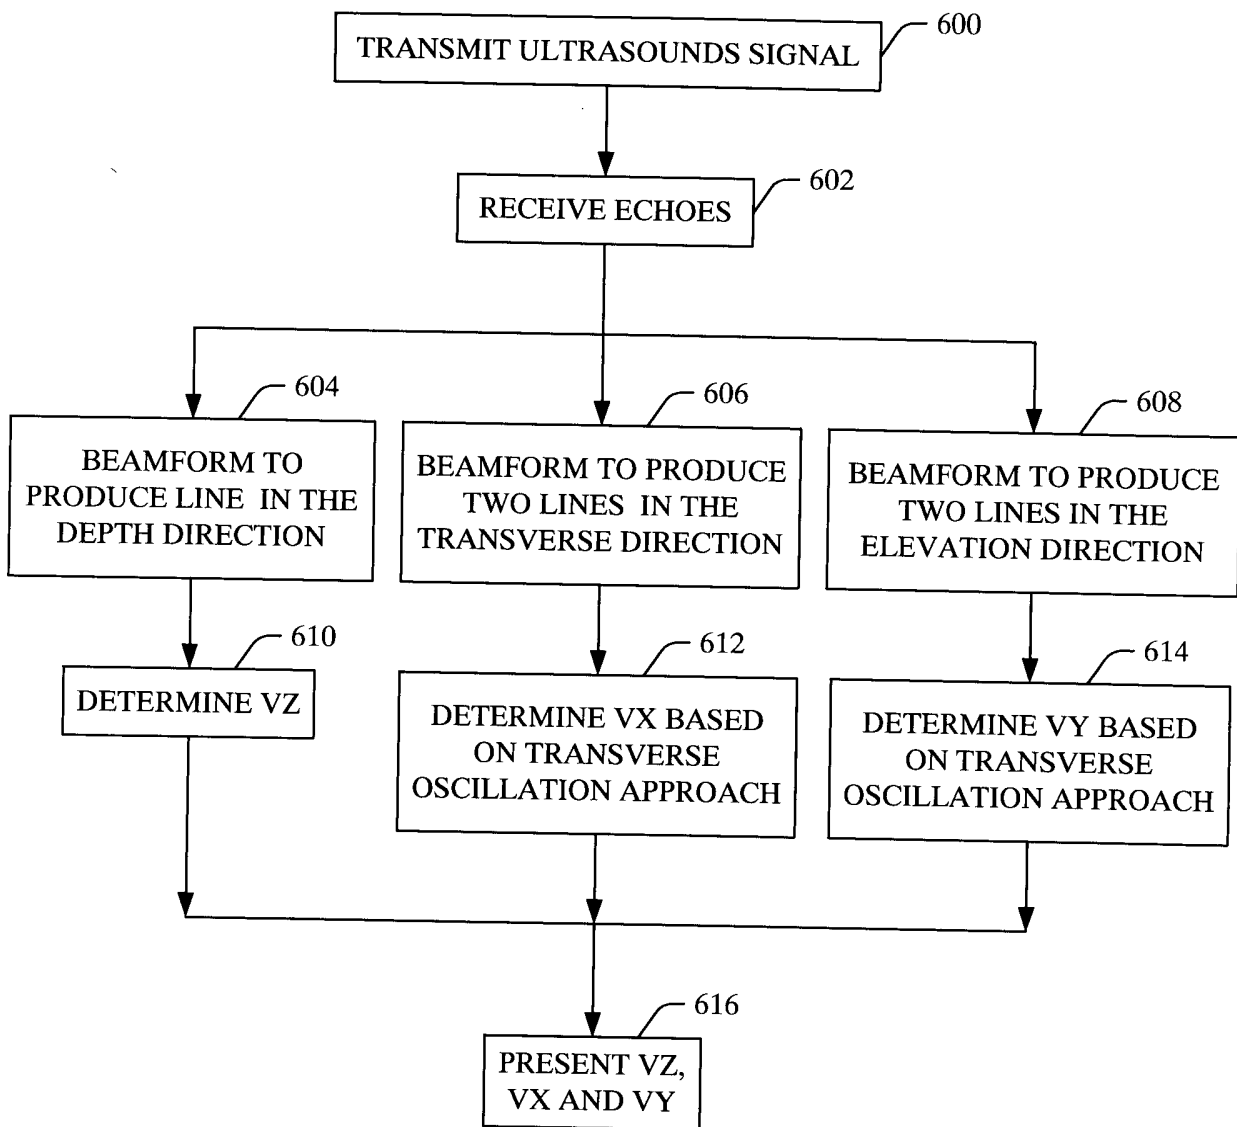 600
TRANSMIT ULTRASOUNDS SIGNAL
602
RECEIVE ECHOES
604
BEAMFORM TO
PRODUCE LINE IN THE
DEPTH DIRECTION
606
BEAMFORM TO PRODUCE
TWO LINES IN THE
TRANSVERSE DIRECTION
608
BEAMFORM TO PRODUCE
TWO LINES IN THE
ELEVATION DIRECTION
610
DETERMINE VZ
612
DETERMINE VX BASED
ON TRANSVERSE
OSCILLATION APPROACH
614
DETERMINE VY BASED
ON TRANSVERSE
OSCILLATION APPROACH
616
PRESENT VZ,
VX AND VY